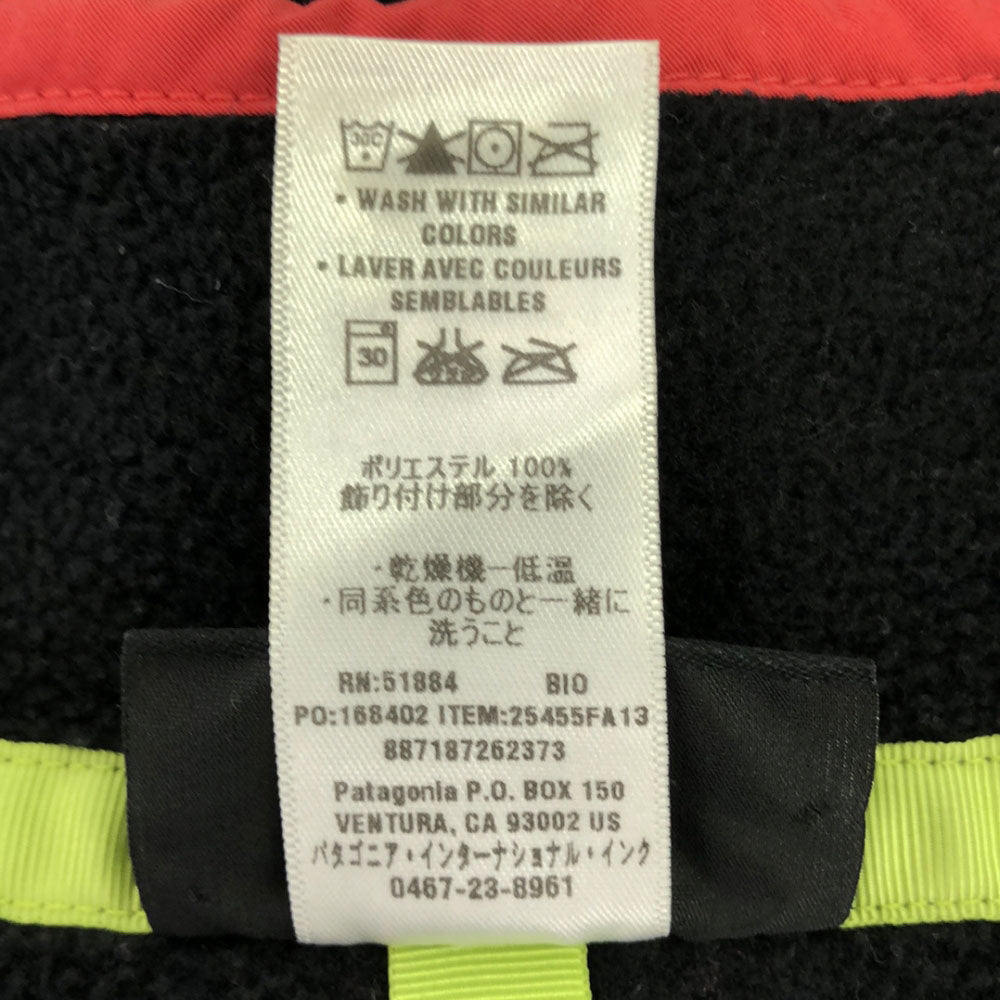 30C
• WASH WITH SIMILAR
COLORS
• LAVER AVEC COULEURS
SEMBLABLES
30
ポリエステル 100%
飾り付け部分を除く
・乾燥機ー低温
・同系色のものと一緒に
洗うこと
RN:51884 BIO
PO:168402 ITEM:25455FA13
887187262373
Patagonia P.O. BOX 150
VENTURA, CA 93002 US
パタゴニア・インターナショナル・インク
0467-23-8961